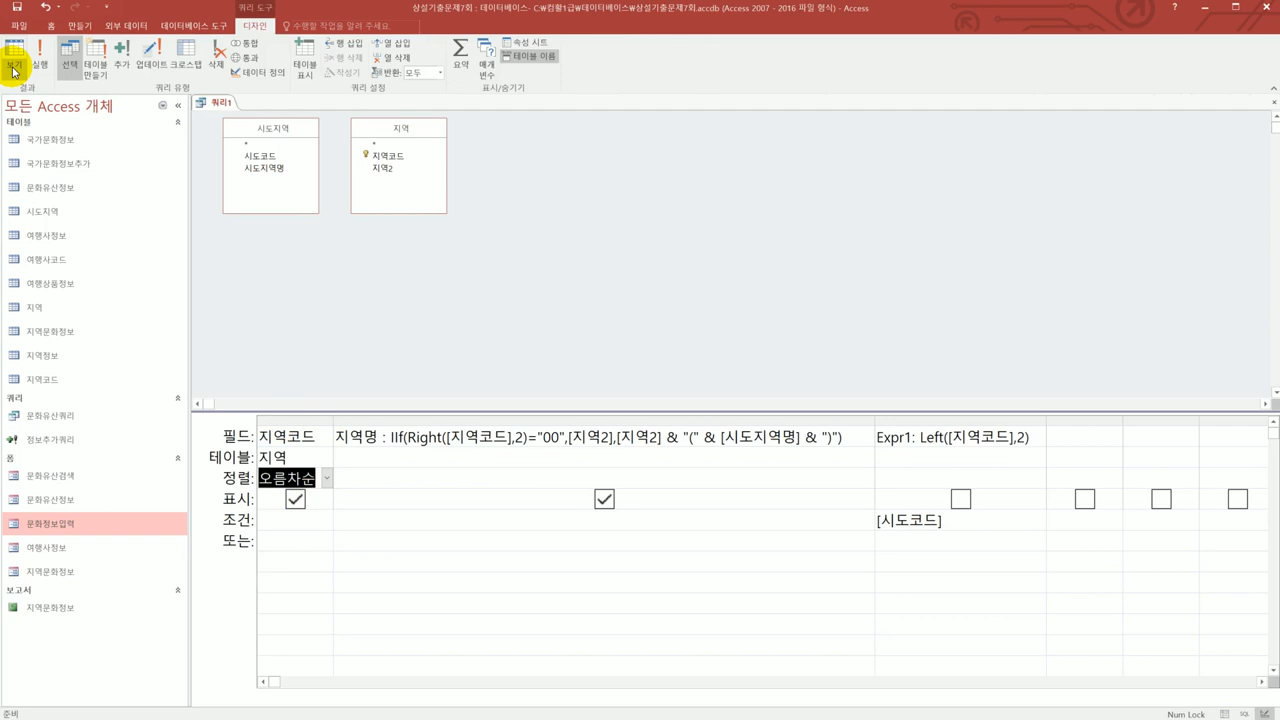 쿼리 도구
상설기출문제7회 : 데이터베이스- C:₩컴활1급₩데이터베이스₩상설기출문제7회.accdb (Access 2007 - 2016 파일 형식) - Access
파일 홈 만들기 외부 데이터 데이터베이스 도구 디자인 수행할 작업을 알려 주세요.
보기
실행
선택
테이블 만들기
추가
업데이트
크로스탭
삭제
통합
통과
데이터 정의
테이블 표시
행 삽입
행 삭제
작성기
열 삽입
열 삭제
반환: 모두
요약
매개 변수
속성 시트
테이블 이름
결과 쿼리 유형 쿼리 설정 표시/숨기기
모든 Access 개체
테이블
국가문화정보
국가문화정보추가
문화유산정보
시도지역
여행사정보
여행사코드
여행상품정보
지역
지역문화정보
지역정보
지역코드
쿼리
문화유산쿼리
정보추가쿼리
폼
문화유산검색
문화유산정보
문화정보입력
여행사정보
지역문화정보
보고서
지역문화정보
쿼리1
시도지역
*
시도코드
시도지역명
지역
*
지역코드
지역2
필드: 지역코드 지역명 : IIf(Right([지역코드],2)="00",[지역2],[지역2] & "(" & [시도지역명] & ")") Expr1: Left([지역코드],2)
테이블: 지역
정렬: 오름차순
표시:
조건: [시도코드]
또는:
준비
Num Lock
SQL